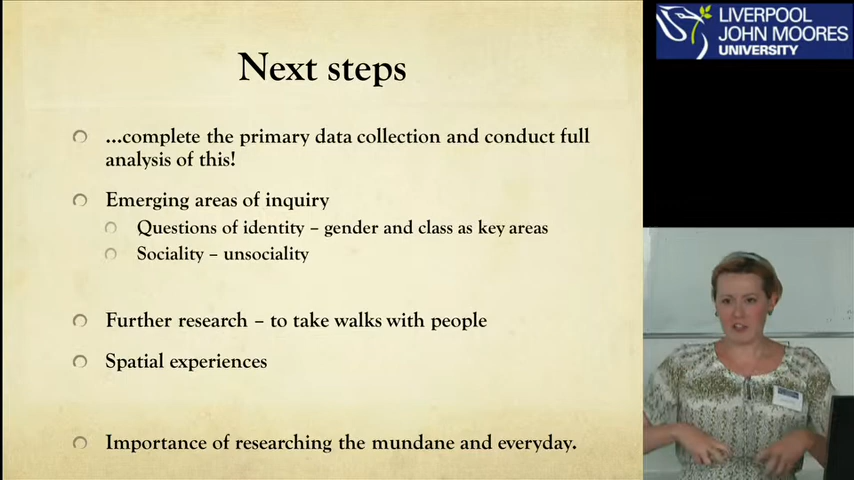 Next steps
...complete the primary data collection and conduct full
analysis of this!
Emerging areas of inquiry
Questions of identity – gender and class as key areas
Sociality – unsociality
Further research – to take walks with people
Spatial experiences
Importance of researching the mundane and everyday.
LIVERPOOL
JOHN MOORES
UNIVERSITY